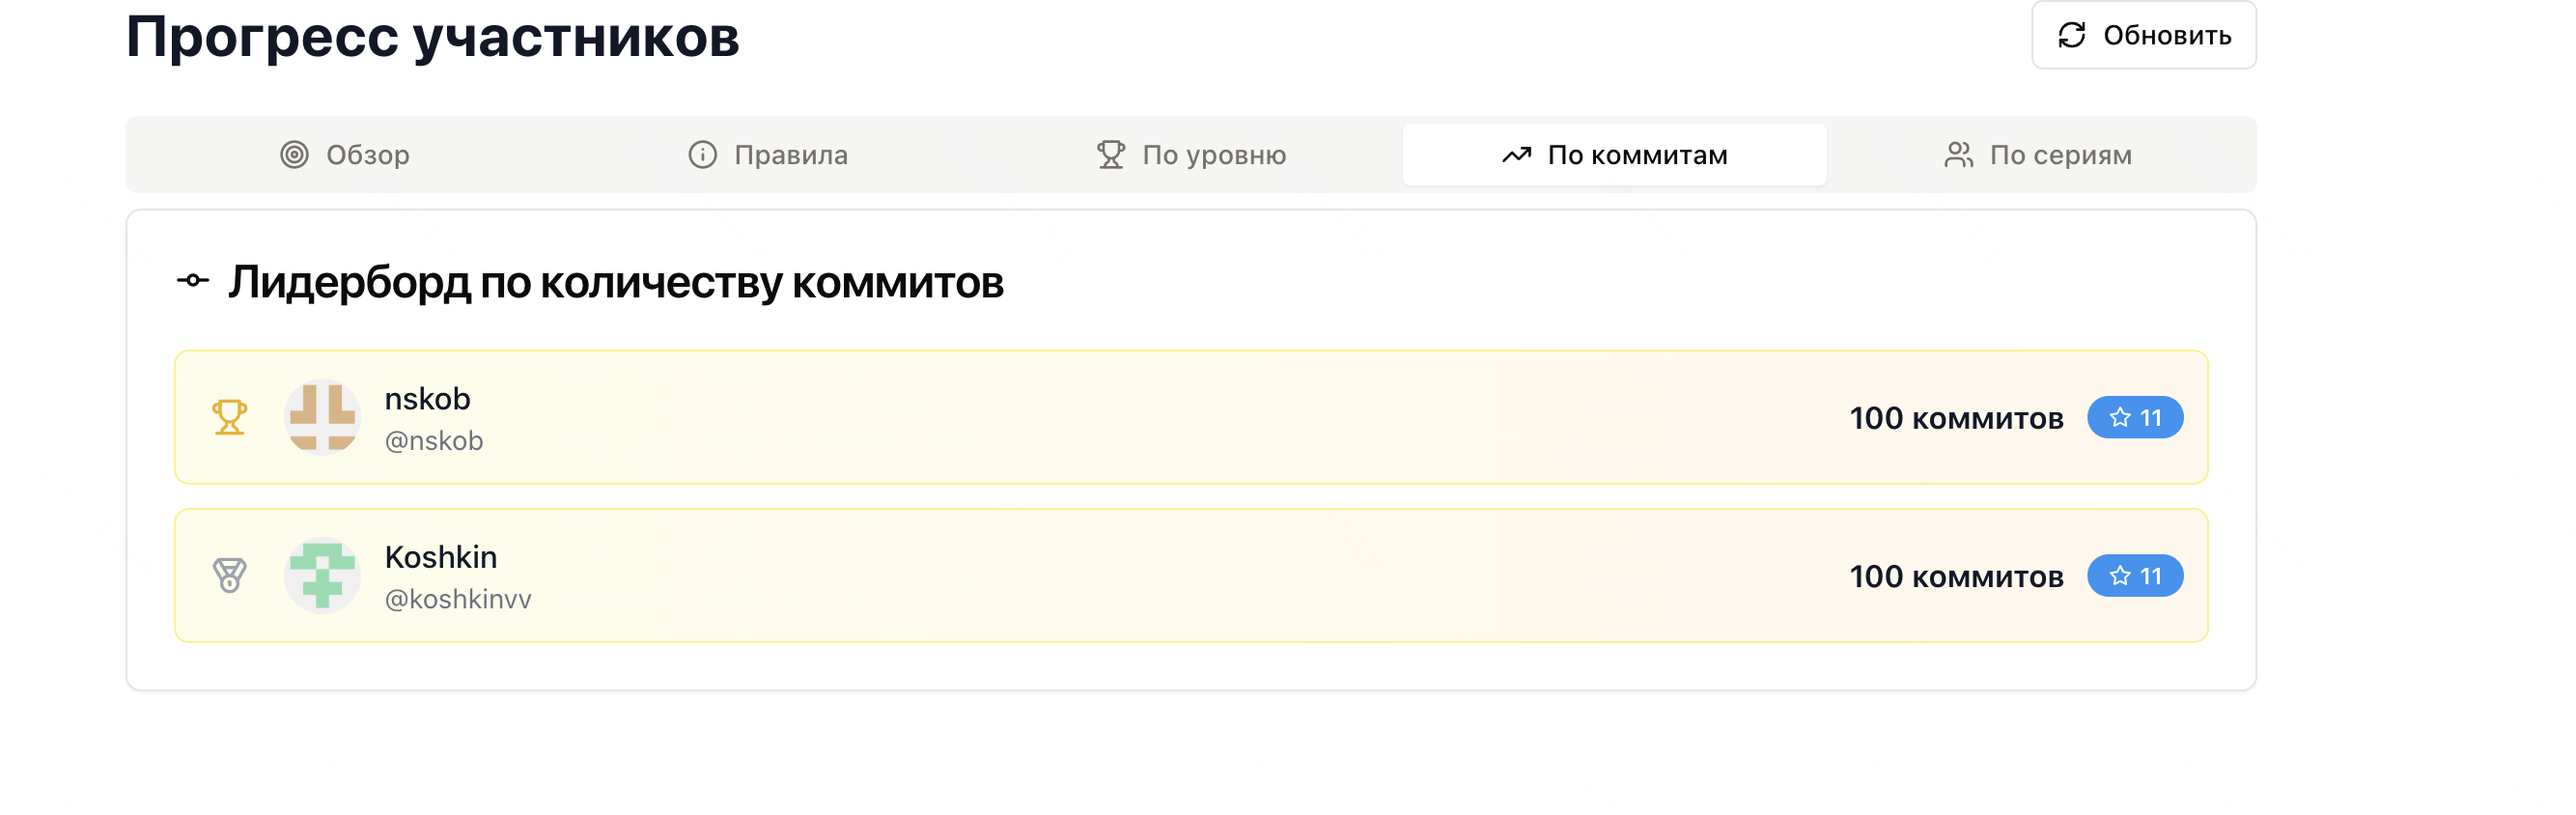 Прогресс участников
Обновить
Обзор
Правила
По уровню
По коммитам
По сериям
Лидерборд по количеству коммитов
nskob
@nskob
100 коммитов
11
Koshkin
@koshkinvv
100 коммитов
11